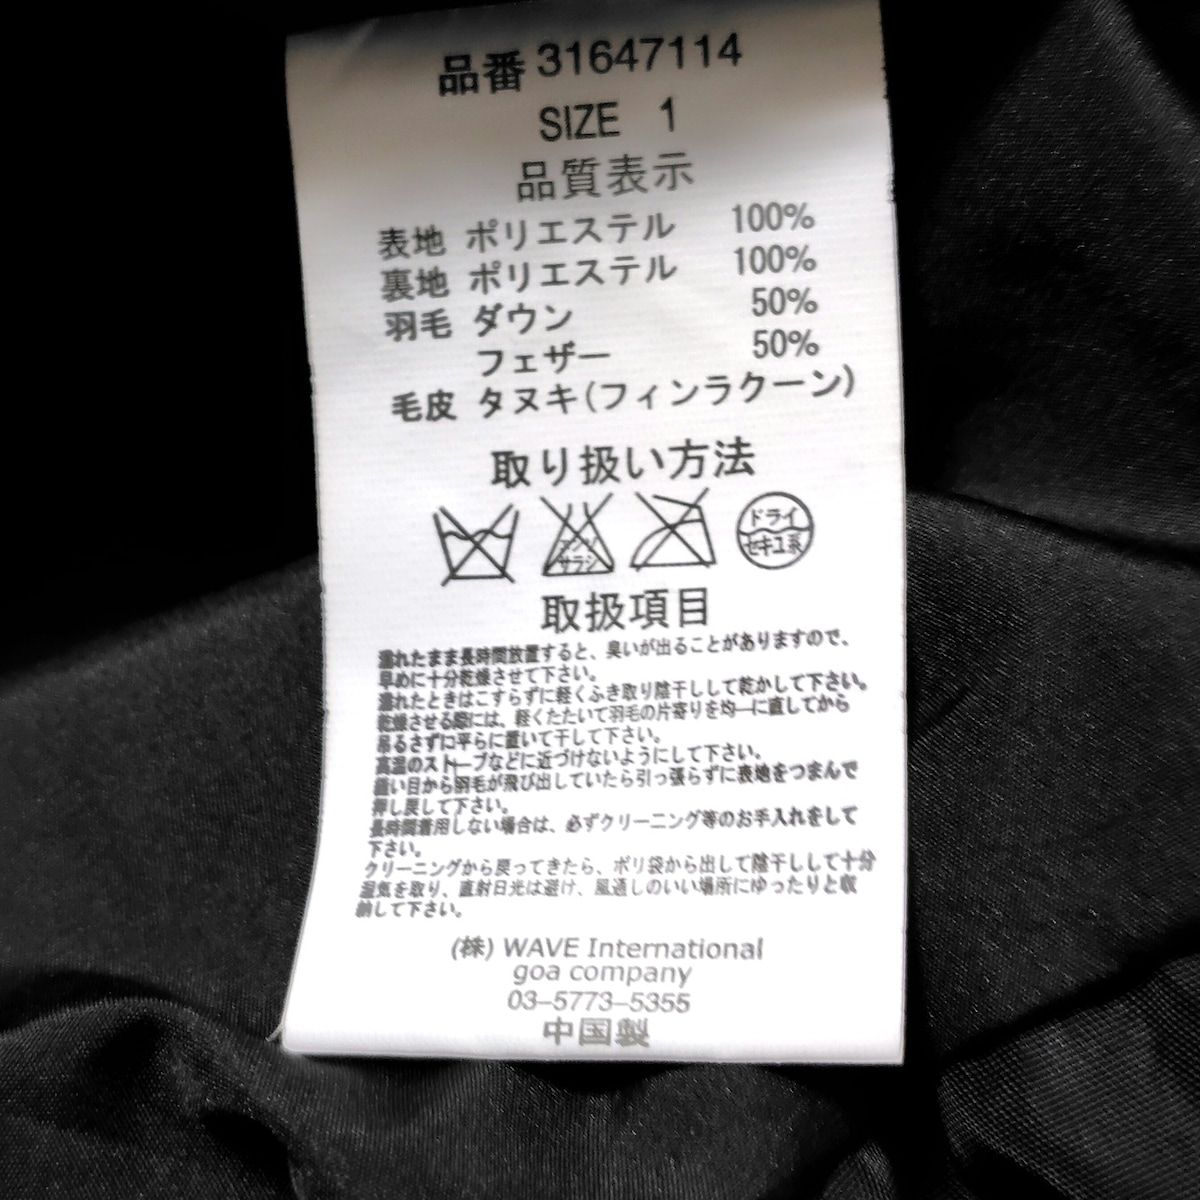 品番 31647114
SIZE 1
品質表示
表地 ポリエステル 100%
裏地 ポリエステル 100%
羽毛 ダウン 50%
フェザー 50%
毛皮 タヌキ(フィンラクーン)
取り扱い方法
エンソ ドライ
サラシ セキユ系
取扱項目
濡れたまま長時間放置すると、臭いが出ることがありますので、
早めに十分乾燥させて下さい。
濡れたときはこすらずに軽くふき取り陰干しして乾かして下さい。
乾燥させる際には、軽くたたいて羽毛の片寄りを均一に直してから
吊るさずに平らに置いて干して下さい。
高温のストーブなどに近づけないようにして下さい。
縫い目から羽毛が飛び出していたら引っ張らずに表地をつまんで
押し戻して下さい。
長時間着用しない場合は、必ずクリーニング等のお手入れをして
下さい。
クリーニングから戻ってきたら、ポリ袋から出して陰干しして十分
湿気を取り、直射日光は避け、風通しのいい場所にゆったりと収
納して下さい。
(株) WAVE International
goa company
03-5773-5355
中国製